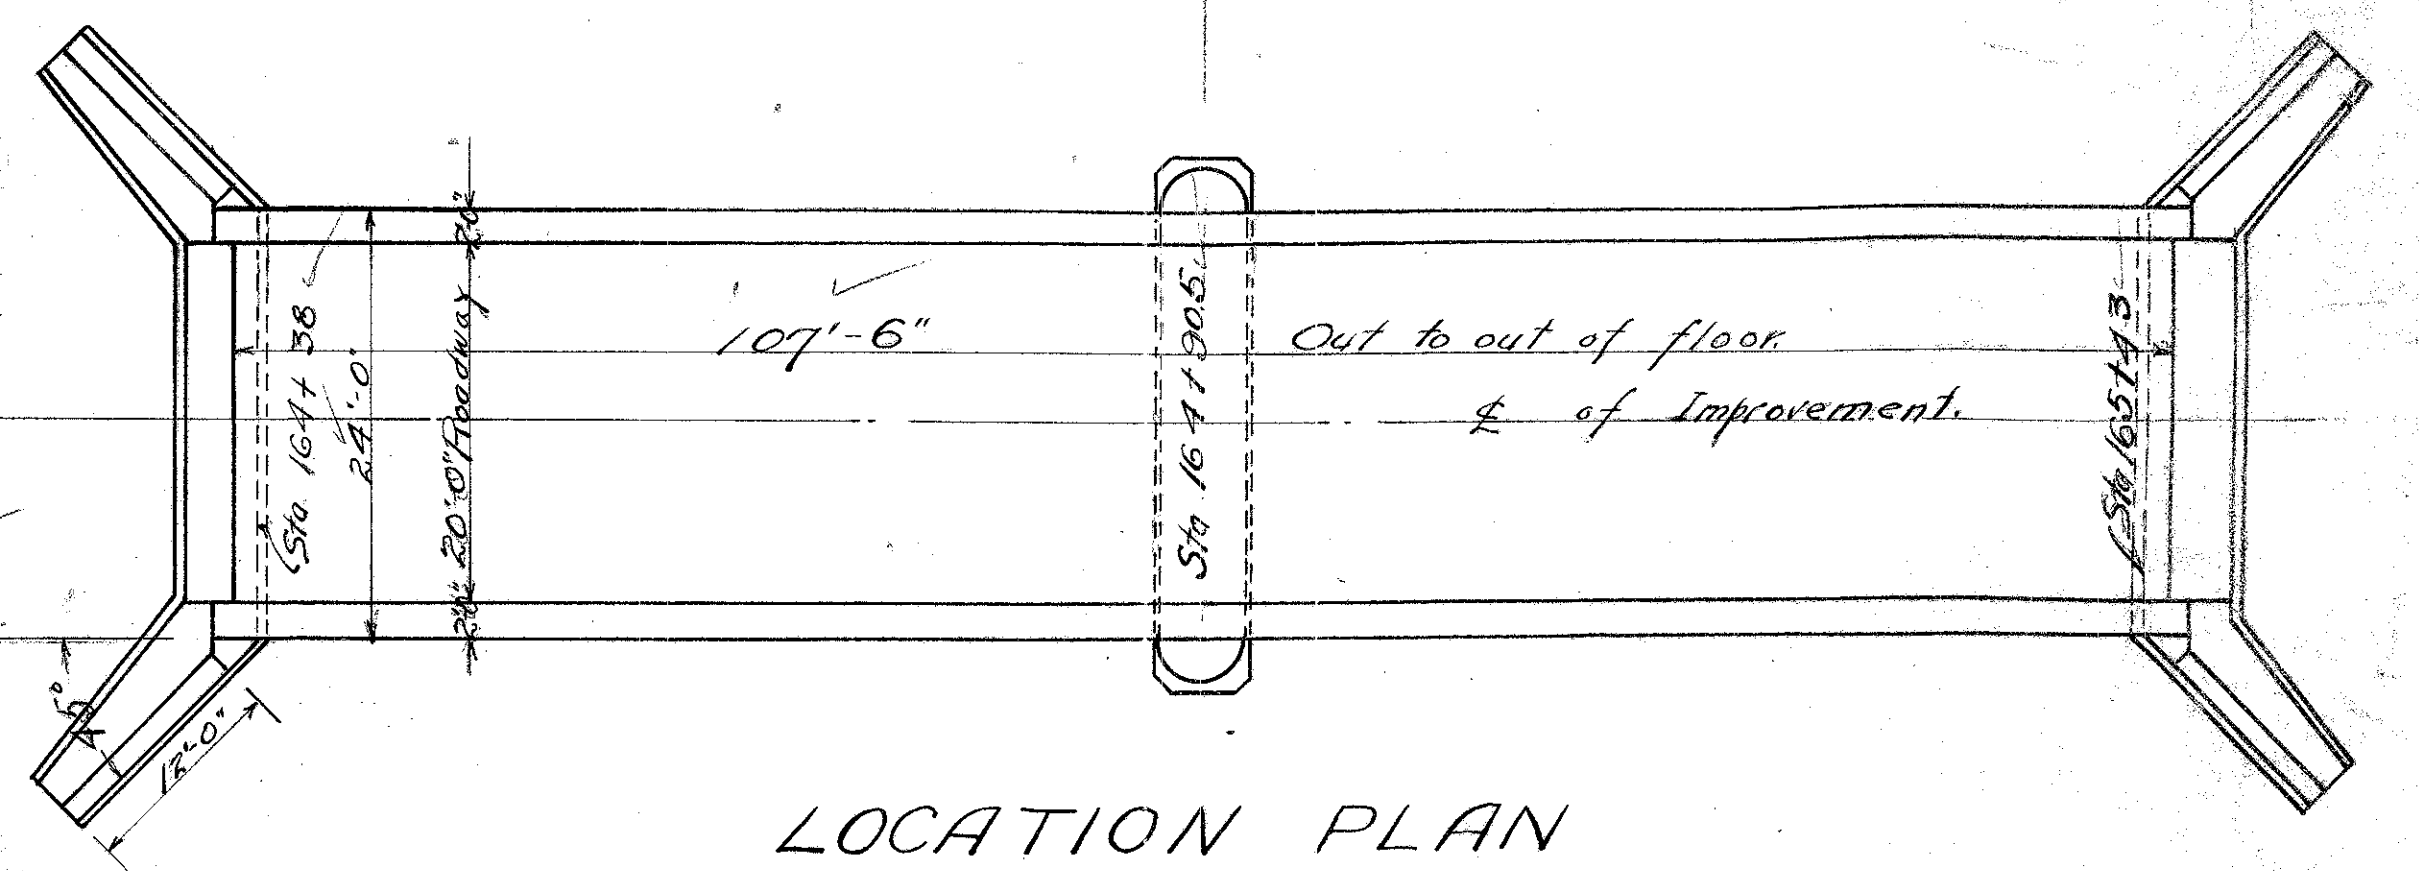 2'0"
Sta 164+38
24'-0"
20'0" Roadway
2'0"
107'-6" Out to out of floor.
Sta 164+90.5
℄ of Improvement.
Sta 165+43
45°
12'-0"
LOCATION PLAN